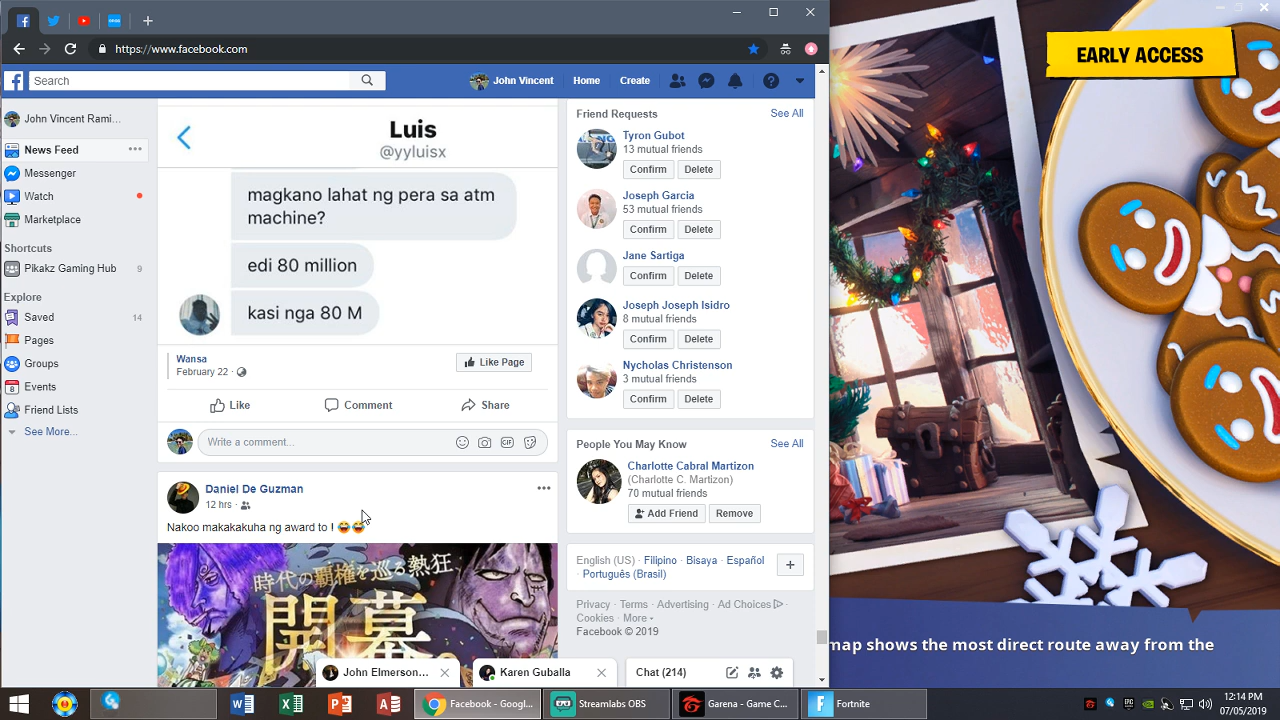 https://www.facebook.com
EARLY ACCESS
Search
John Vincent
Home
Create
John Vincent Rami...
News Feed
Messenger
Watch
Marketplace
Shortcuts
Pikakz Gaming Hub 9
Explore
Saved 14
Pages
Groups
Events
Friend Lists
See More...
Luis
@yyluisx
magkano lahat ng pera sa atm
machine?
edi 80 million
kasi nga 80 M
Wansa
February 22 ·
Like Page
Like
Comment
Share
Write a comment...
GIF
Daniel De Guzman
12 hrs ·
Nakoo makakakuha ng award to !
時代の覇権を巡る熱狂
開幕
Friend Requests
See All
Tyron Gubot
13 mutual friends
Confirm
Delete
Joseph Garcia
53 mutual friends
Confirm
Delete
Jane Sartiga
Confirm
Delete
Joseph Joseph Isidro
8 mutual friends
Confirm
Delete
Nycholas Christenson
3 mutual friends
Confirm
Delete
People You May Know
See All
Charlotte Cabral Martizon
(Charlotte C. Martizon)
70 mutual friends
Add Friend
Remove
English (US) · Filipino · Bisaya · Español
· Português (Brasil)
Privacy · Terms · Advertising · Ad Choices ·
Cookies · More
Facebook © 2019
John Elmerson...
Karen Guballa
Chat (214)
map shows the most direct route away from the
Facebook - Googl...
Streamlabs OBS
Garena - Game C...
Fortnite
12:14 PM
07/05/2019